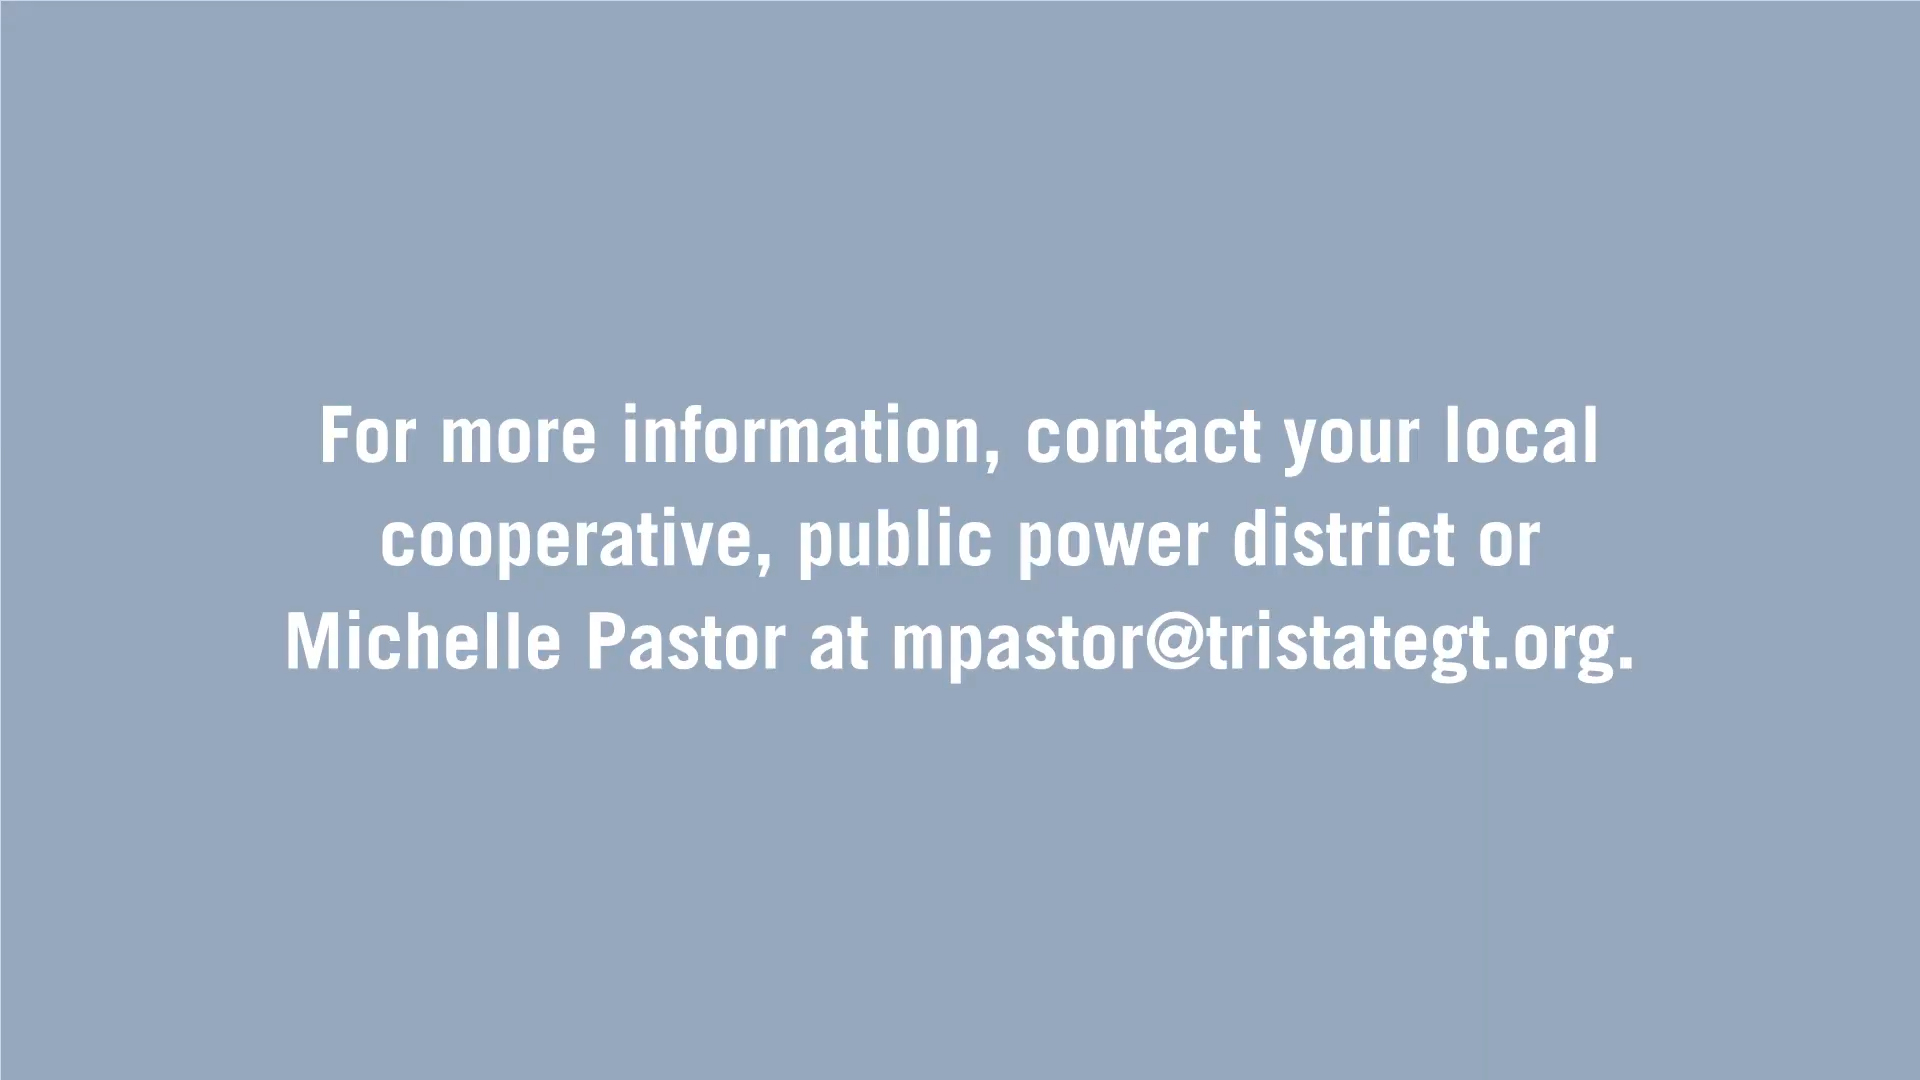 For more information, contact your local
cooperative, public power district or
Michelle Pastor at mpastor@tristategt.org.